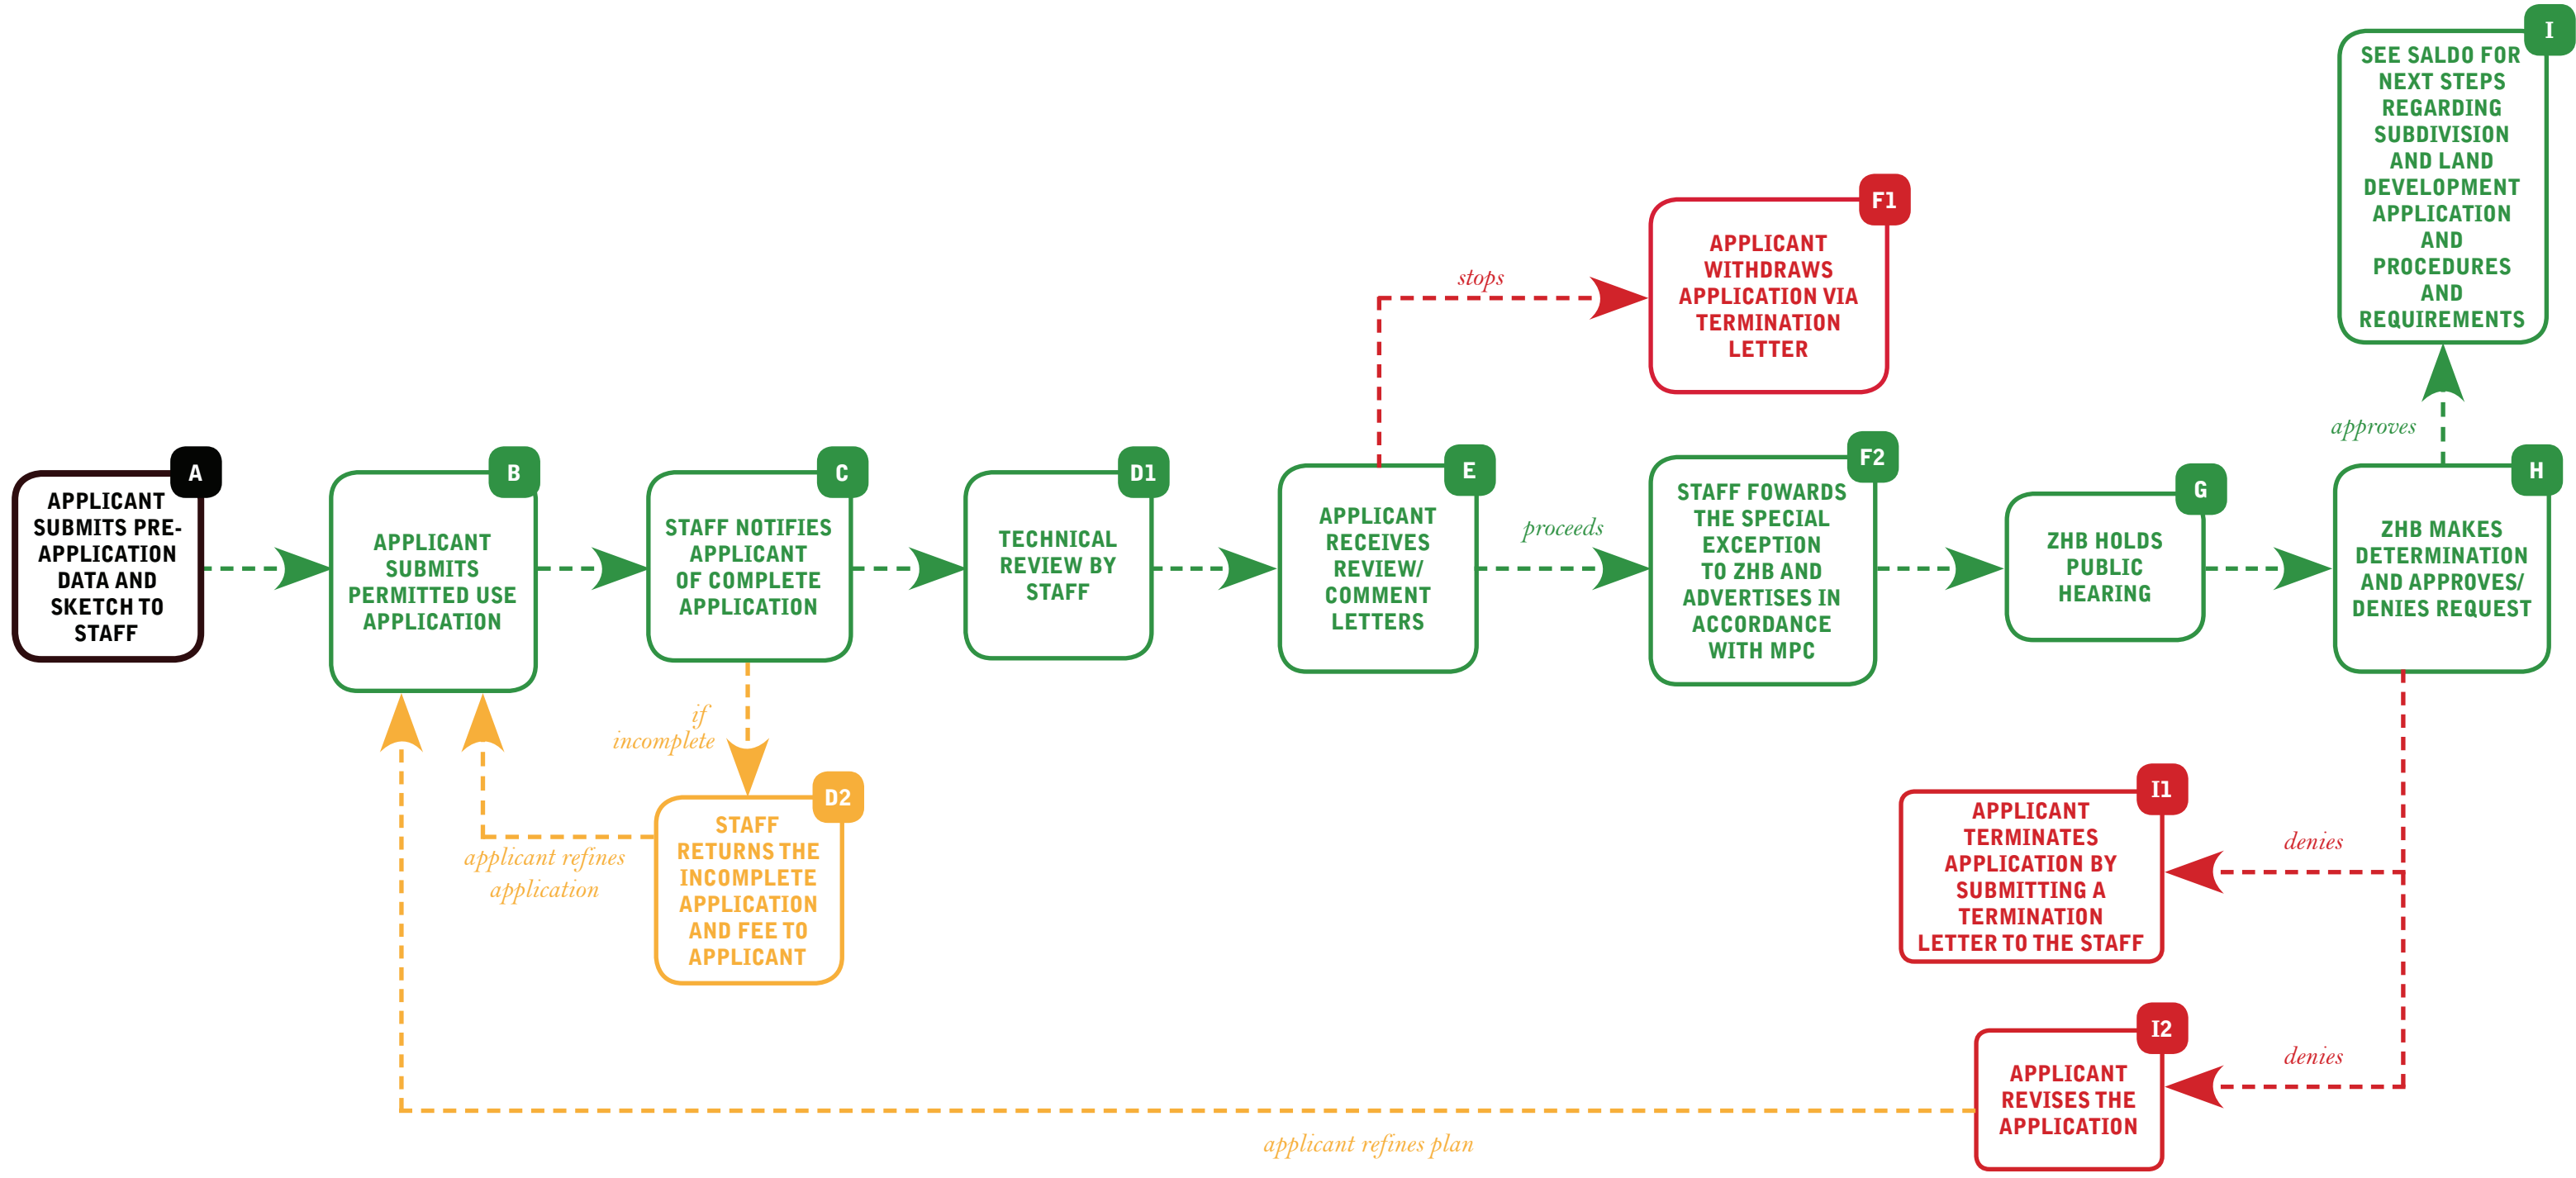 A
APPLICANT
SUBMITS PRE-
APPLICATION
DATA AND
SKETCH TO
STAFF
B
APPLICANT
SUBMITS
PERMITTED USE
APPLICATION
C
STAFF NOTIFIES
APPLICANT
OF COMPLETE
APPLICATION
if
incomplete
D2
STAFF
RETURNS THE
INCOMPLETE
APPLICATION
AND FEE TO
APPLICANT
applicant refines
application
D1
TECHNICAL
REVIEW BY
STAFF
E
APPLICANT
RECEIVES
REVIEW/
COMMENT
LETTERS
stops
F1
APPLICANT
WITHDRAWS
APPLICATION VIA
TERMINATION
LETTER
proceeds
F2
STAFF FOWARDS
THE SPECIAL
EXCEPTION
TO ZHB AND
ADVERTISES IN
ACCORDANCE
WITH MPC
G
ZHB HOLDS
PUBLIC
HEARING
H
ZHB MAKES
DETERMINATION
AND APPROVES/
DENIES REQUEST
approves
I
SEE SALDO FOR
NEXT STEPS
REGARDING
SUBDIVISION
AND LAND
DEVELOPMENT
APPLICATION
AND
PROCEDURES
AND
REQUIREMENTS
denies
I1
APPLICANT
TERMINATES
APPLICATION BY
SUBMITTING A
TERMINATION
LETTER TO THE STAFF
denies
I2
APPLICANT
REVISES THE
APPLICATION
applicant refines plan